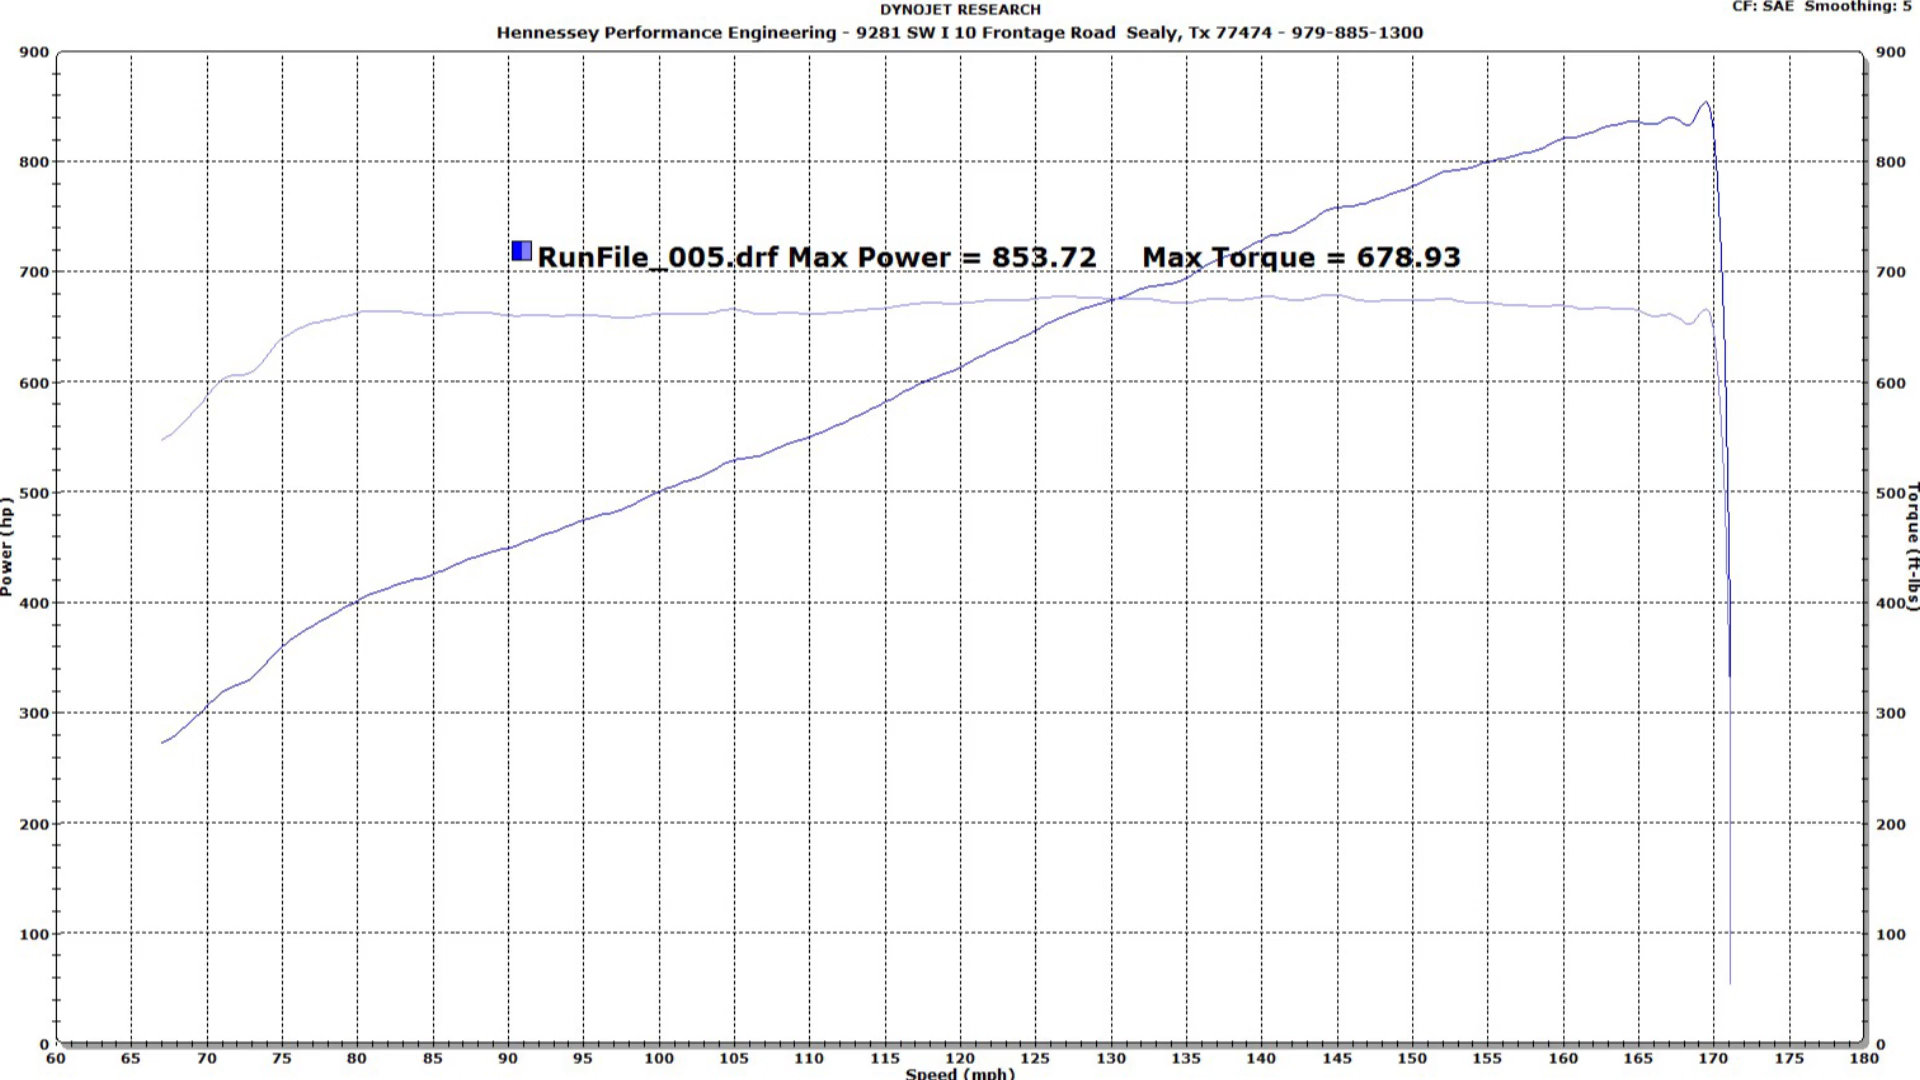 DYNOJET RESEARCH
CF: SAE Smoothing: 5
Hennessey Performance Engineering - 9281 SW I 10 Frontage Road Sealy, Tx 77474 - 979-885-1300
900
900
800
800
RunFile_005.drf Max Power = 853.72 Max Torque = 678.93
700
700
600
600
500
500
Power (hp)
Torque (ft-lbs)
400
400
300
300
200
200
100
100
0
0
60 65 70 75 80 85 90 95 100 105 110 115 120 125 130 135 140 145 150 155 160 165 170 175 180
Speed (mph)